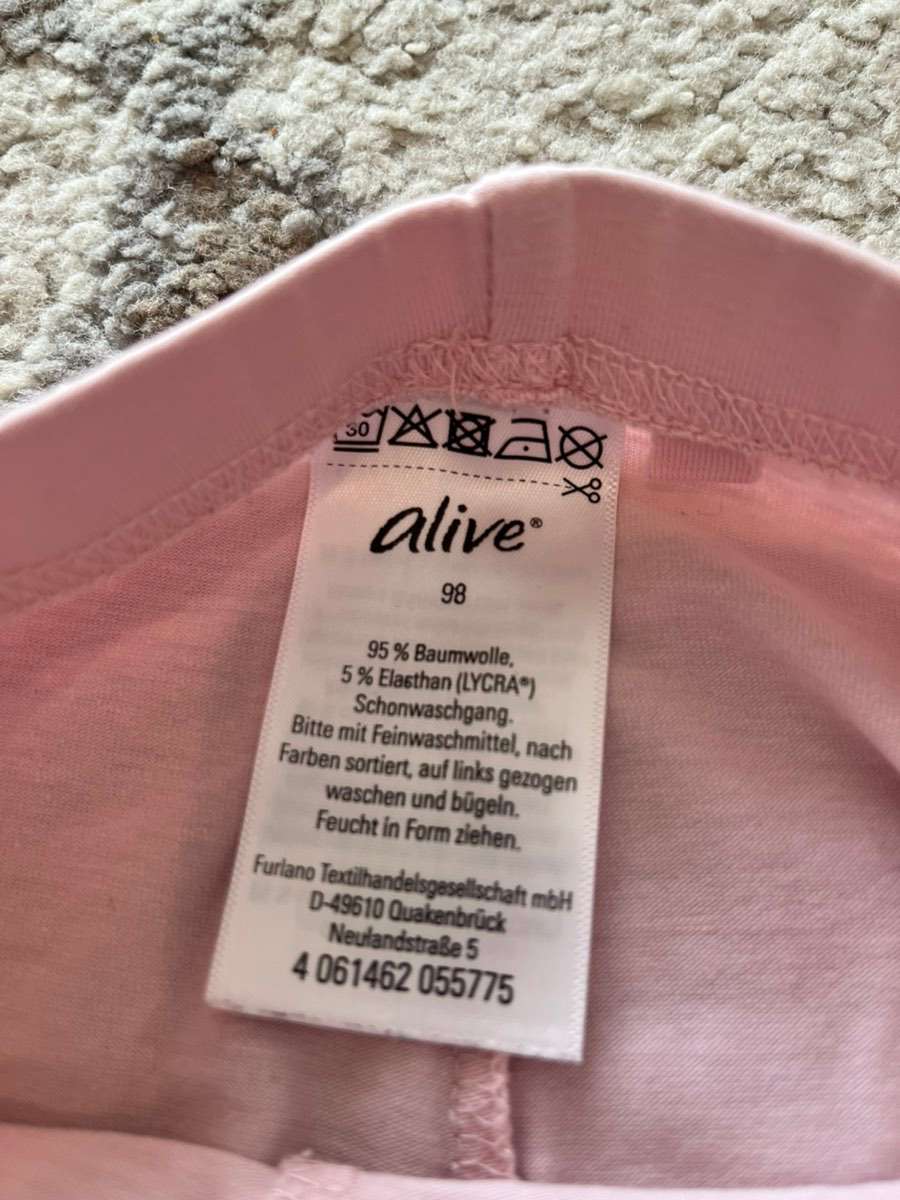 30
alive®
98
95 % Baumwolle,
5 % Elasthan (LYCRA®)
Schonwaschgang.
Bitte mit Feinwaschmittel, nach
Farben sortiert, auf links gezogen
waschen und bügeln.
Feucht in Form ziehen.
Furlano Textilhandelsgesellschaft mbH
D-49610 Quakenbrück
Neulandstraße 5
4 061462 055775